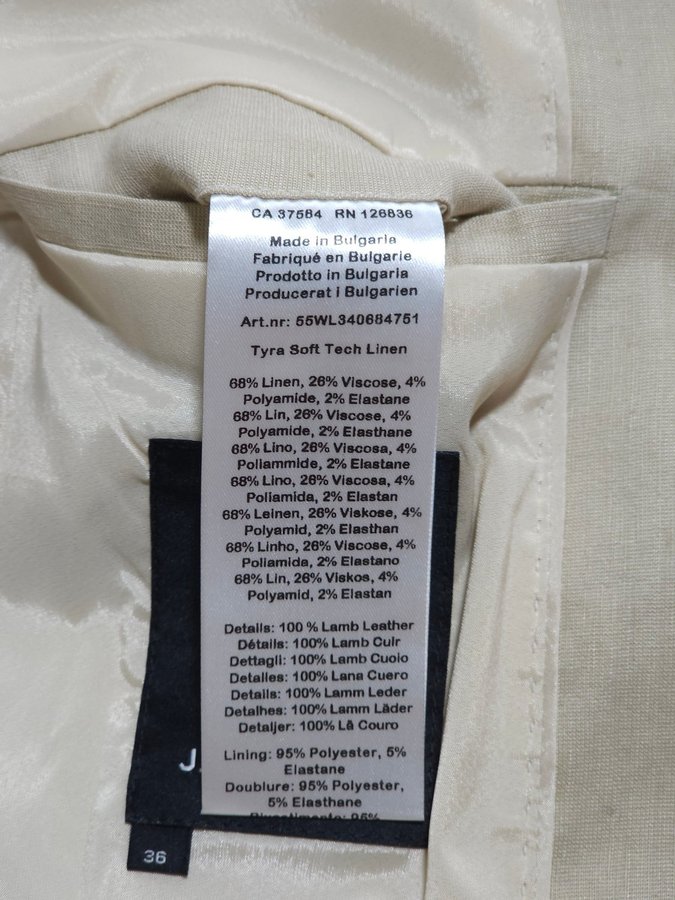 CA 37584 RN 126836
Made in Bulgaria
Fabriqué en Bulgarie
Prodotto in Bulgaria
Producerat i Bulgarien
Art.nr: 55WL340684751
Tyra Soft Tech Linen
68% Linen, 26% Viscose, 4%
Polyamide, 2% Elastane
68% Lin, 26% Viscose, 4%
Polyamide, 2% Elasthane
68% Lino, 26% Viscosa, 4%
Poliammide, 2% Elastane
68% Lino, 26% Viscosa, 4%
Poliamida, 2% Elastan
68% Leinen, 26% Viskose, 4%
Polyamid, 2% Elasthan
68% Linho, 26% Viscose, 4%
Poliamida, 2% Elastano
68% Lin, 26% Viskos, 4%
Polyamid, 2% Elastan
Details: 100% Lamb Leather
Détails: 100% Lamb Cuir
Dettagli: 100% Lamb Cuoio
Detalles: 100% Lana Cuero
Details: 100% Lamm Leder
Detalhes: 100% Lamm Läder
Detaljer: 100% Lã Couro
Lining: 95% Polyester, 5%
Elastane
Doublure: 95% Polyester,
5% Elasthane
J.
36